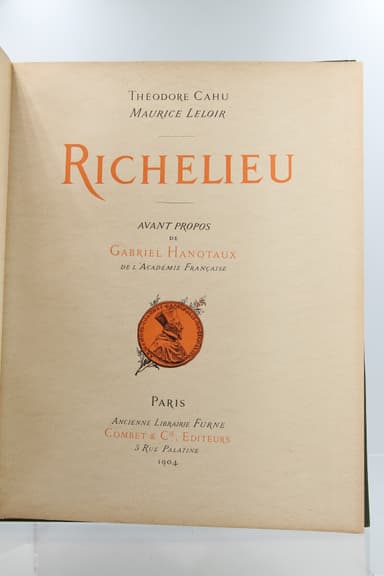 THÉODORE CAHU
MAURICE LELOIR
RICHELIEU
AVANT PROPOS
DE
GABRIEL HANOTAUX
DE L'ACADÉMIE FRANÇAISE
PARIS
ANCIENNE LIBRAIRIE FURNE
COMBET & CIE, EDITEURS
5 RUE PALATINE
1904